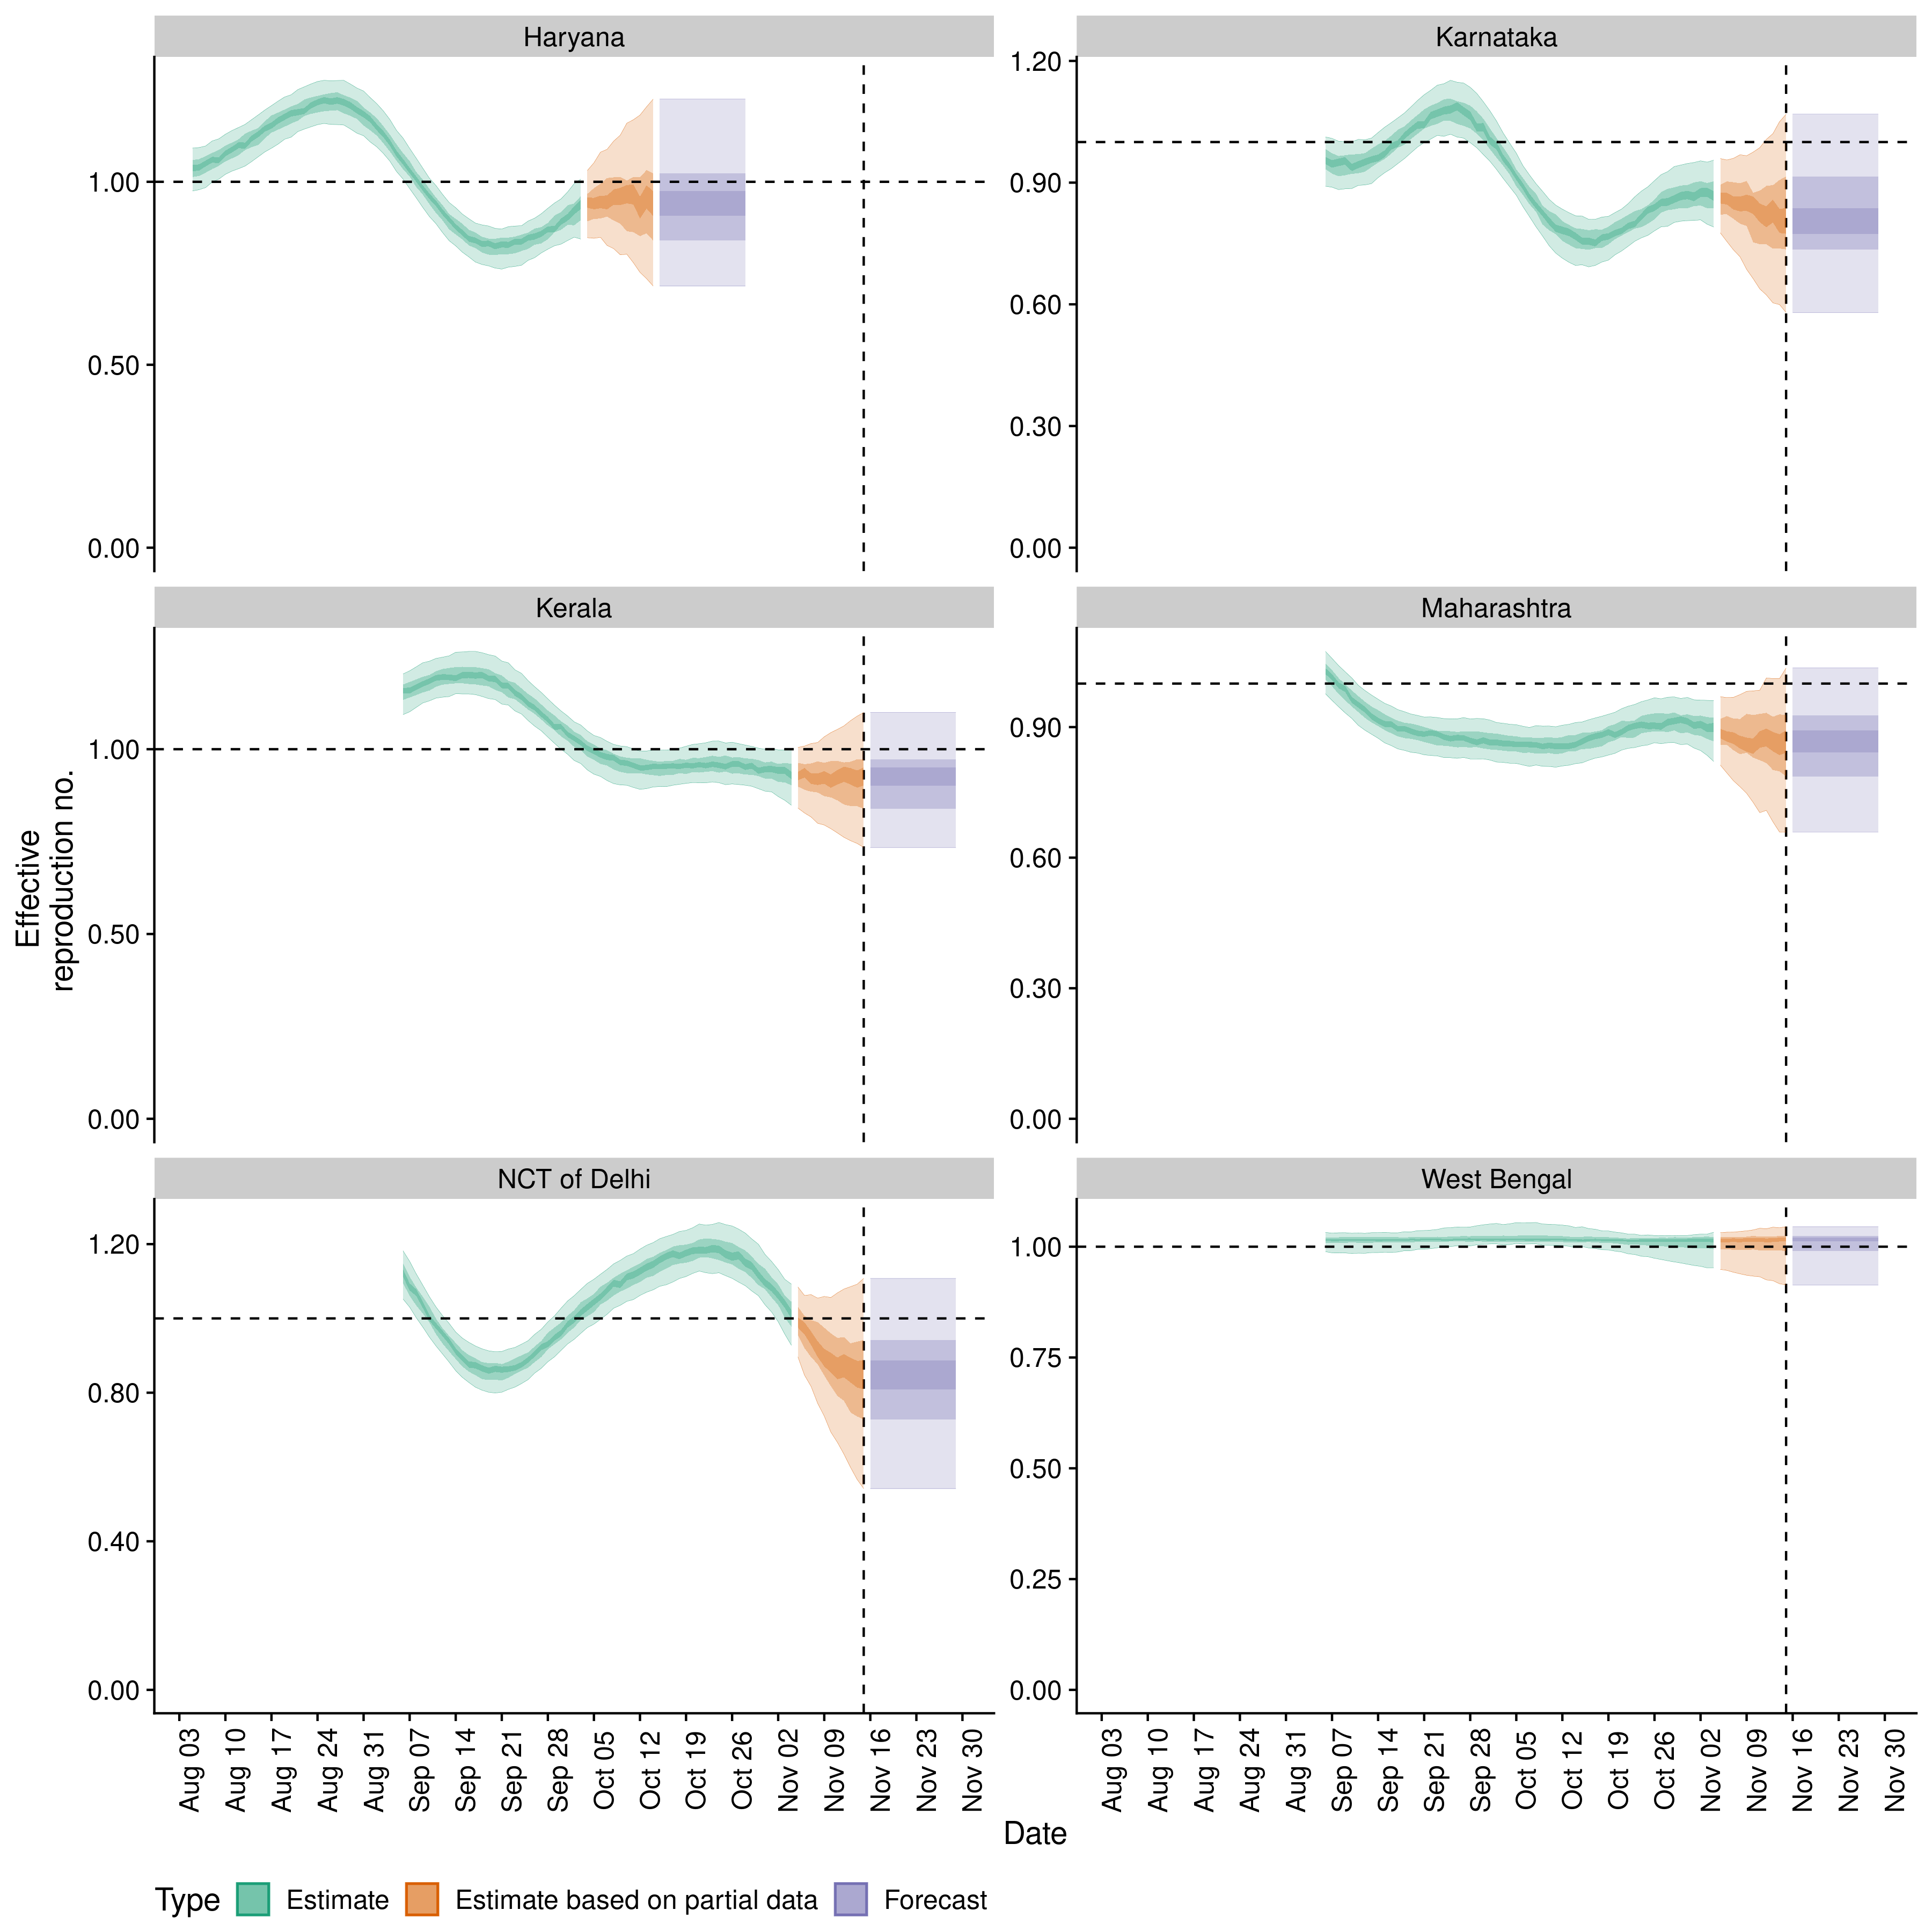 Haryana
Karnataka
1.00
0.50
0.00
1.20
0.90
0.60
0.30
0.00
Kerala
Maharashtra
1.00
0.50
0.00
0.90
0.60
0.30
0.00
NCT of Delhi
West Bengal
1.20
0.80
0.40
0.00
1.00
0.75
0.50
0.25
0.00
Effective
reproduction no.
Aug 03
Aug 10
Aug 17
Aug 24
Aug 31
Sep 07
Sep 14
Sep 21
Sep 28
Oct 05
Oct 12
Oct 19
Oct 26
Nov 02
Nov 09
Nov 16
Nov 23
Nov 30
Aug 03
Aug 10
Aug 17
Aug 24
Aug 31
Sep 07
Sep 14
Sep 21
Sep 28
Oct 05
Oct 12
Oct 19
Oct 26
Nov 02
Nov 09
Nov 16
Nov 23
Nov 30
Date
Type Estimate Estimate based on partial data Forecast